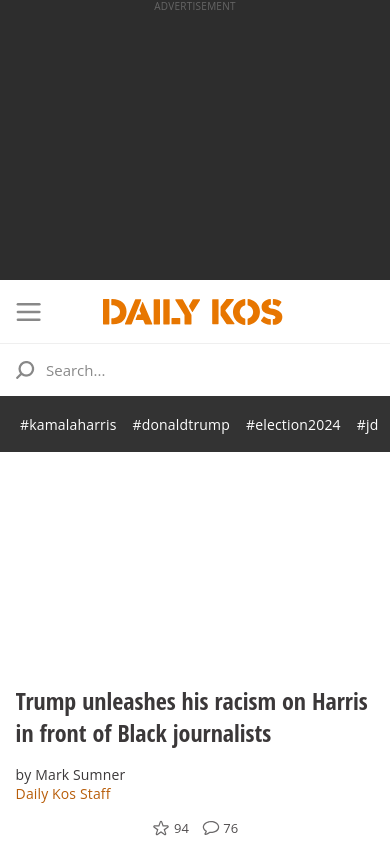 ADVERTISEMENT
DAILY KOS
Search...
#kamalaharris #donaldtrump #election2024 #jd
Trump unleashes his racism on Harris
in front of Black journalists
by Mark Sumner
Daily Kos Staff
94 76